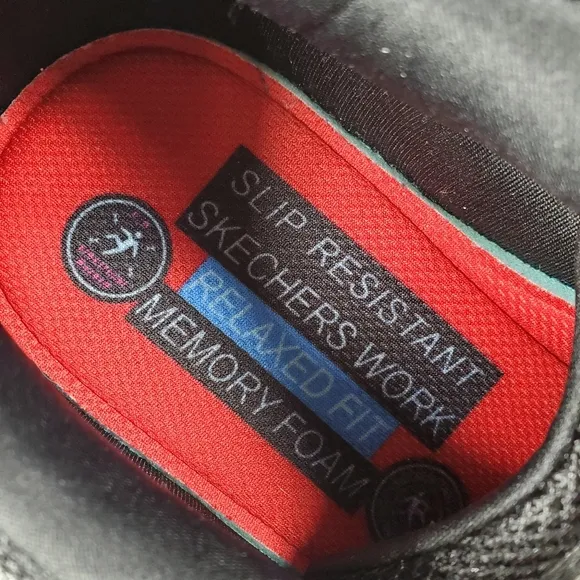 SLIP RESISTANT
SKECHERS WORK
RELAXED FIT
MEMORY FOAM